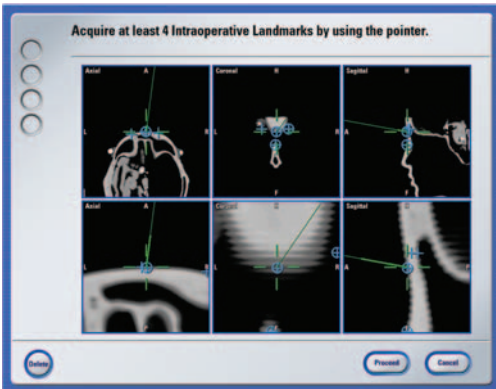 Acquire at least 4 Intraoperative Landmarks by using the pointer.
Axial A Coronal H Sagittal H
L R L R A
P F F
Axial A Coronal Sagittal H
L R L R A P
F F
Delete Proceed Cancel